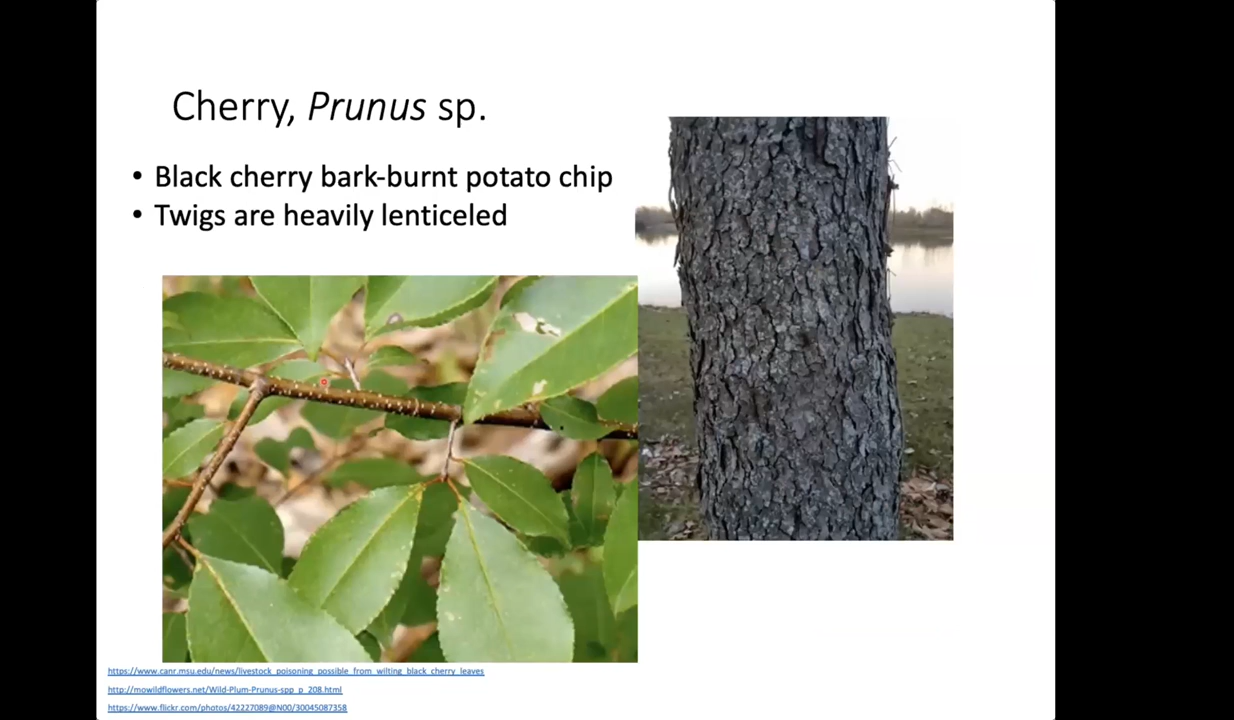 Cherry, Prunus sp.
• Black cherry bark-burnt potato chip
• Twigs are heavily lenticeled
https://www.canr.msu.edu/news/livestock_poisoning_possible_from_wilting_black_cherry_leaves
http://mowildflowers.net/Wild-Plum-Prunus-spp_p_208.html
https://www.flickr.com/photos/42227089@N00/30045087358